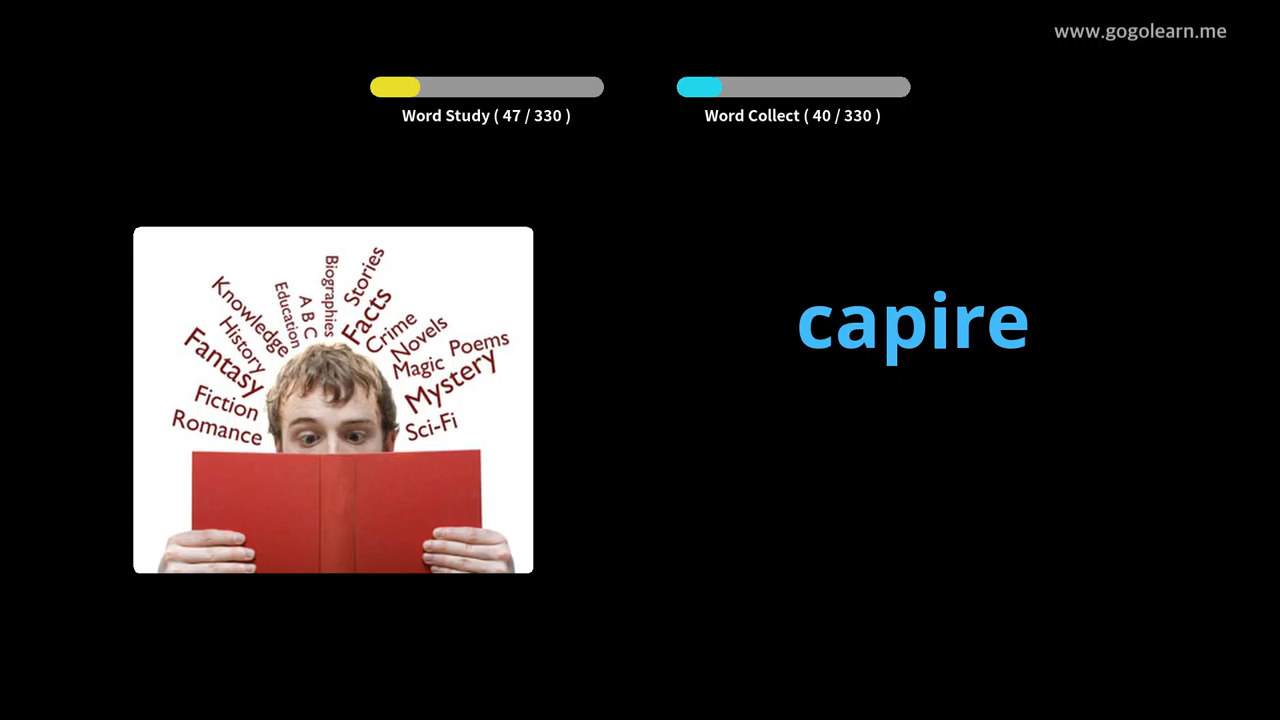 www.gogolearn.me
Word Study ( 47 / 330 )
Word Collect ( 40 / 330 )
capire
Romance
Fiction
Fantasy
History
Knowledge
Education
A B C
Biographies
Stories
Facts
Crime
Novels
Magic
Poems
Mystery
Sci-Fi